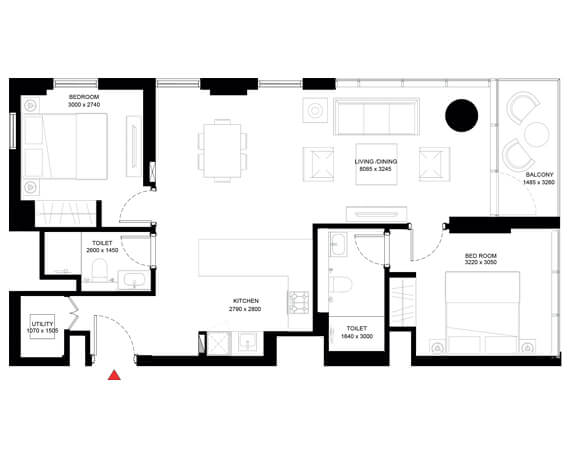 BEDROOM
3000 x 2740
LIVING /DINING
8085 x 3245
BALCONY
1485 x 3260
TOILET
2600 x 1450
BED ROOM
3220 x 3050
KITCHEN
2790 x 2800
UTILITY
1070 x 1505
TOILET
1640 x 3000